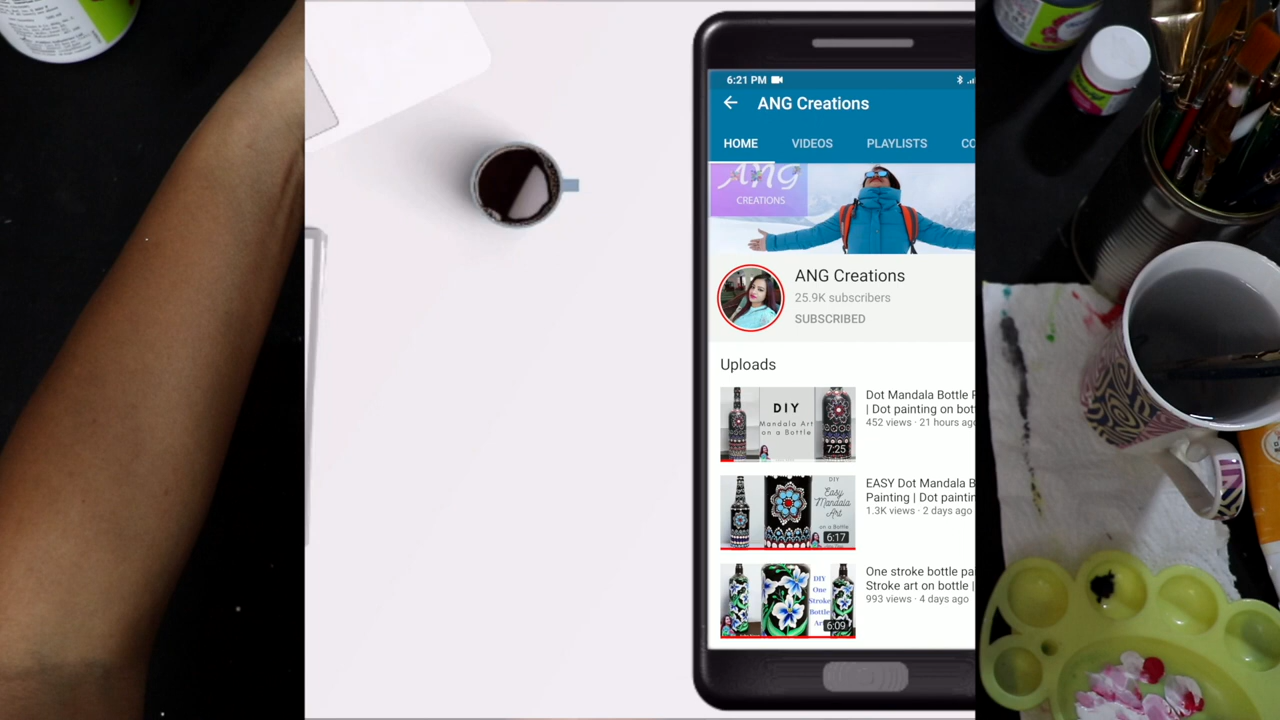 6:21 PM
ANG Creations
HOME VIDEOS PLAYLISTS CO
ANG
CREATIONS
ANG Creations
25.9K subscribers
SUBSCRIBED
Uploads
DIY
Mandala Art
on a Bottle
7:25
Dot Mandala Bottle P
| Dot painting on bot
452 views · 21 hours ago
DIY
Easy
Mandala
Art
on a Bottle
6:17
EASY Dot Mandala B
Painting | Dot paintin
1.3K views · 2 days ago
DIY
One
Stroke
Bottle
Art
6:09
One stroke bottle pa
Stroke art on bottle |
993 views · 4 days ago